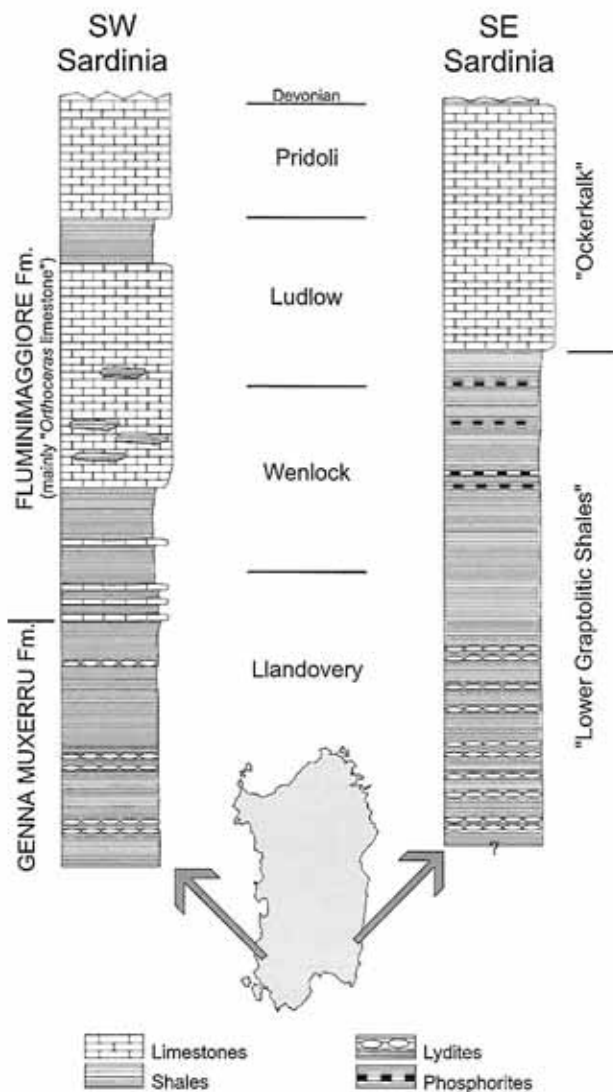 SW
Sardinia
SE
Sardinia
Devonian
Pridoli
Ludlow
Wenlock
Llandovery
FLUMINIMAGGIORE Fm.
(mainly "Orthoceras limestone")
GENNA MUXERRU Fm.
"Ockerkalk"
"Lower Graptolitic Shales"
?
Limestones
Shales
Lydites
Phosphorites